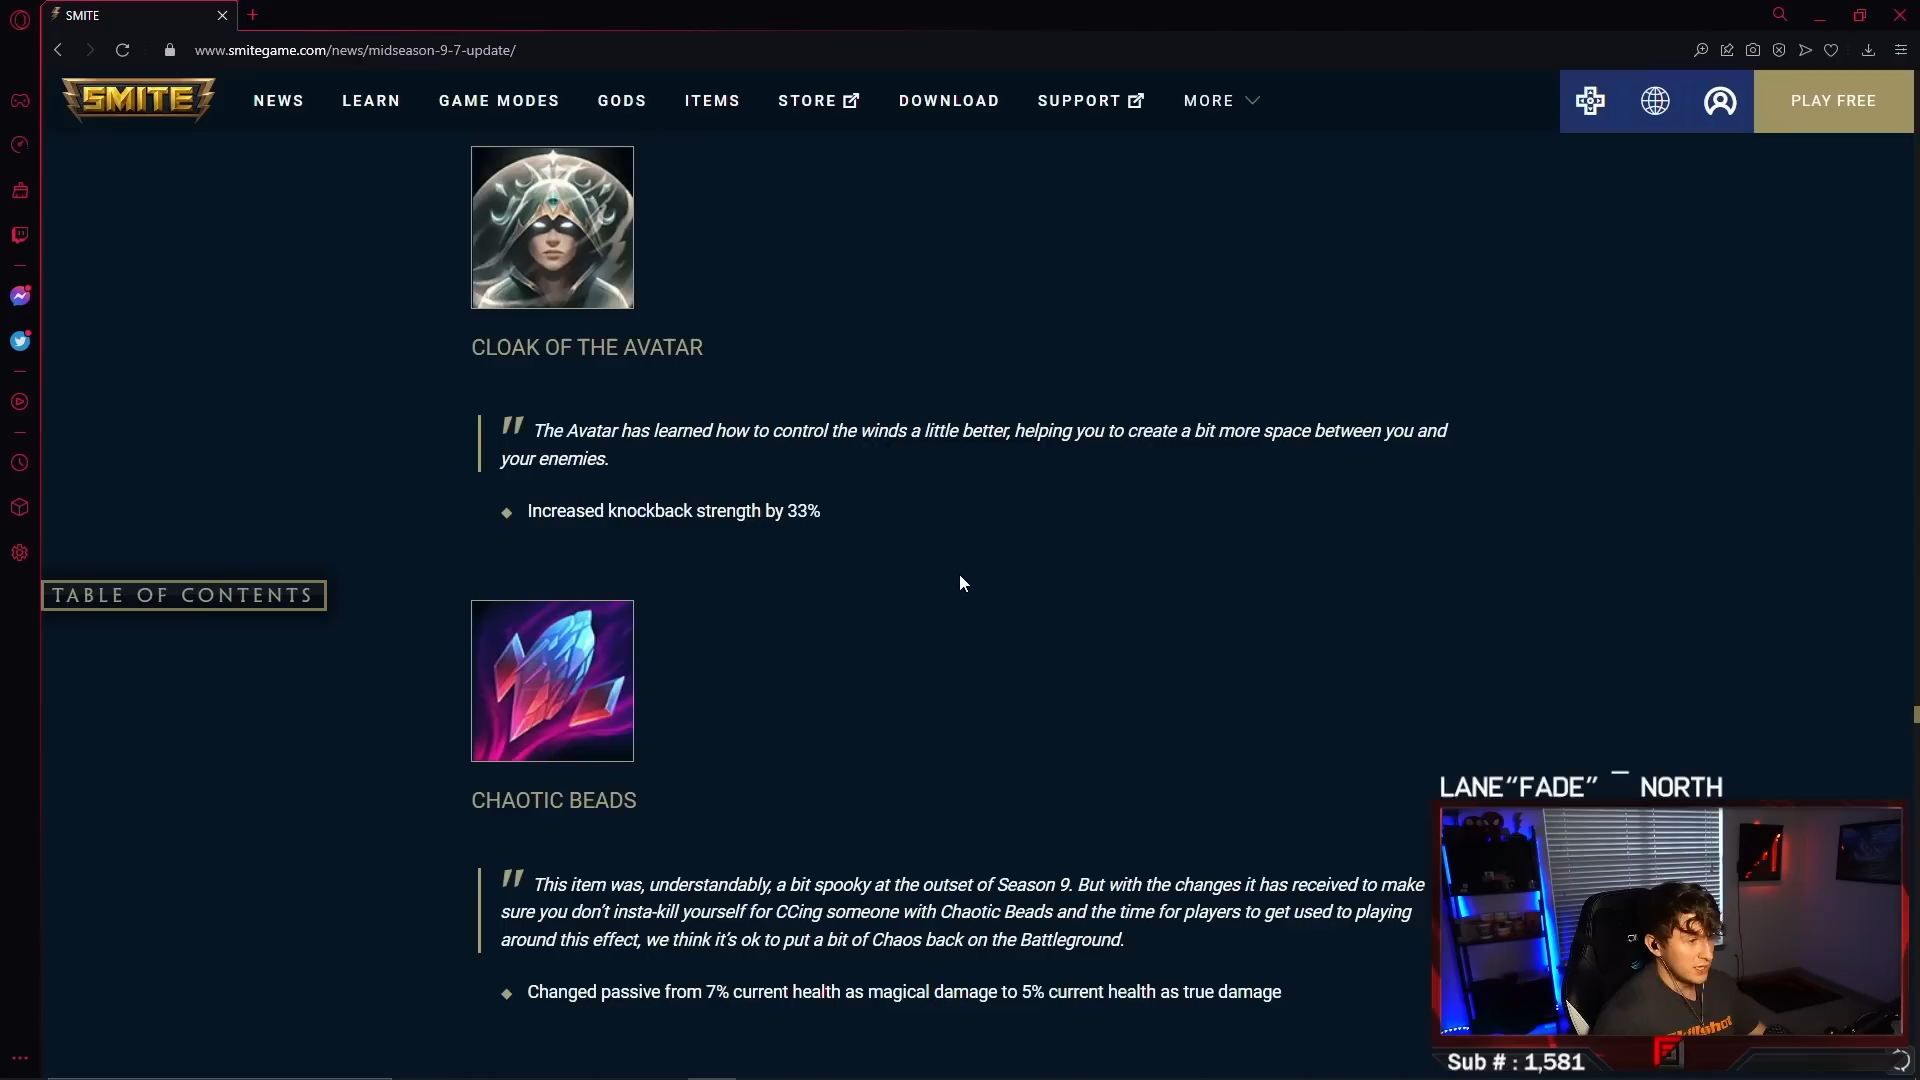 SMITE
www.smitegame.com/news/midseason-9-7-update/
SMITE
NEWS
LEARN
GAME MODES
GODS
ITEMS
STORE
DOWNLOAD
SUPPORT
MORE
PLAY FREE
CLOAK OF THE AVATAR
" The Avatar has learned how to control the winds a little better, helping you to create a bit more space between you and
your enemies.
Increased knockback strength by 33%
TABLE OF CONTENTS
CHAOTIC BEADS
" This item was, understandably, a bit spooky at the outset of Season 9. But with the changes it has received to make
sure you don't insta-kill yourself for CCing someone with Chaotic Beads and the time for players to get used to playing
around this effect, we think it's ok to put a bit of Chaos back on the Battleground.
Changed passive from 7% current health as magical damage to 5% current health as true damage
LANE"FADE" NORTH
Skillshot
Sub # : 1,581